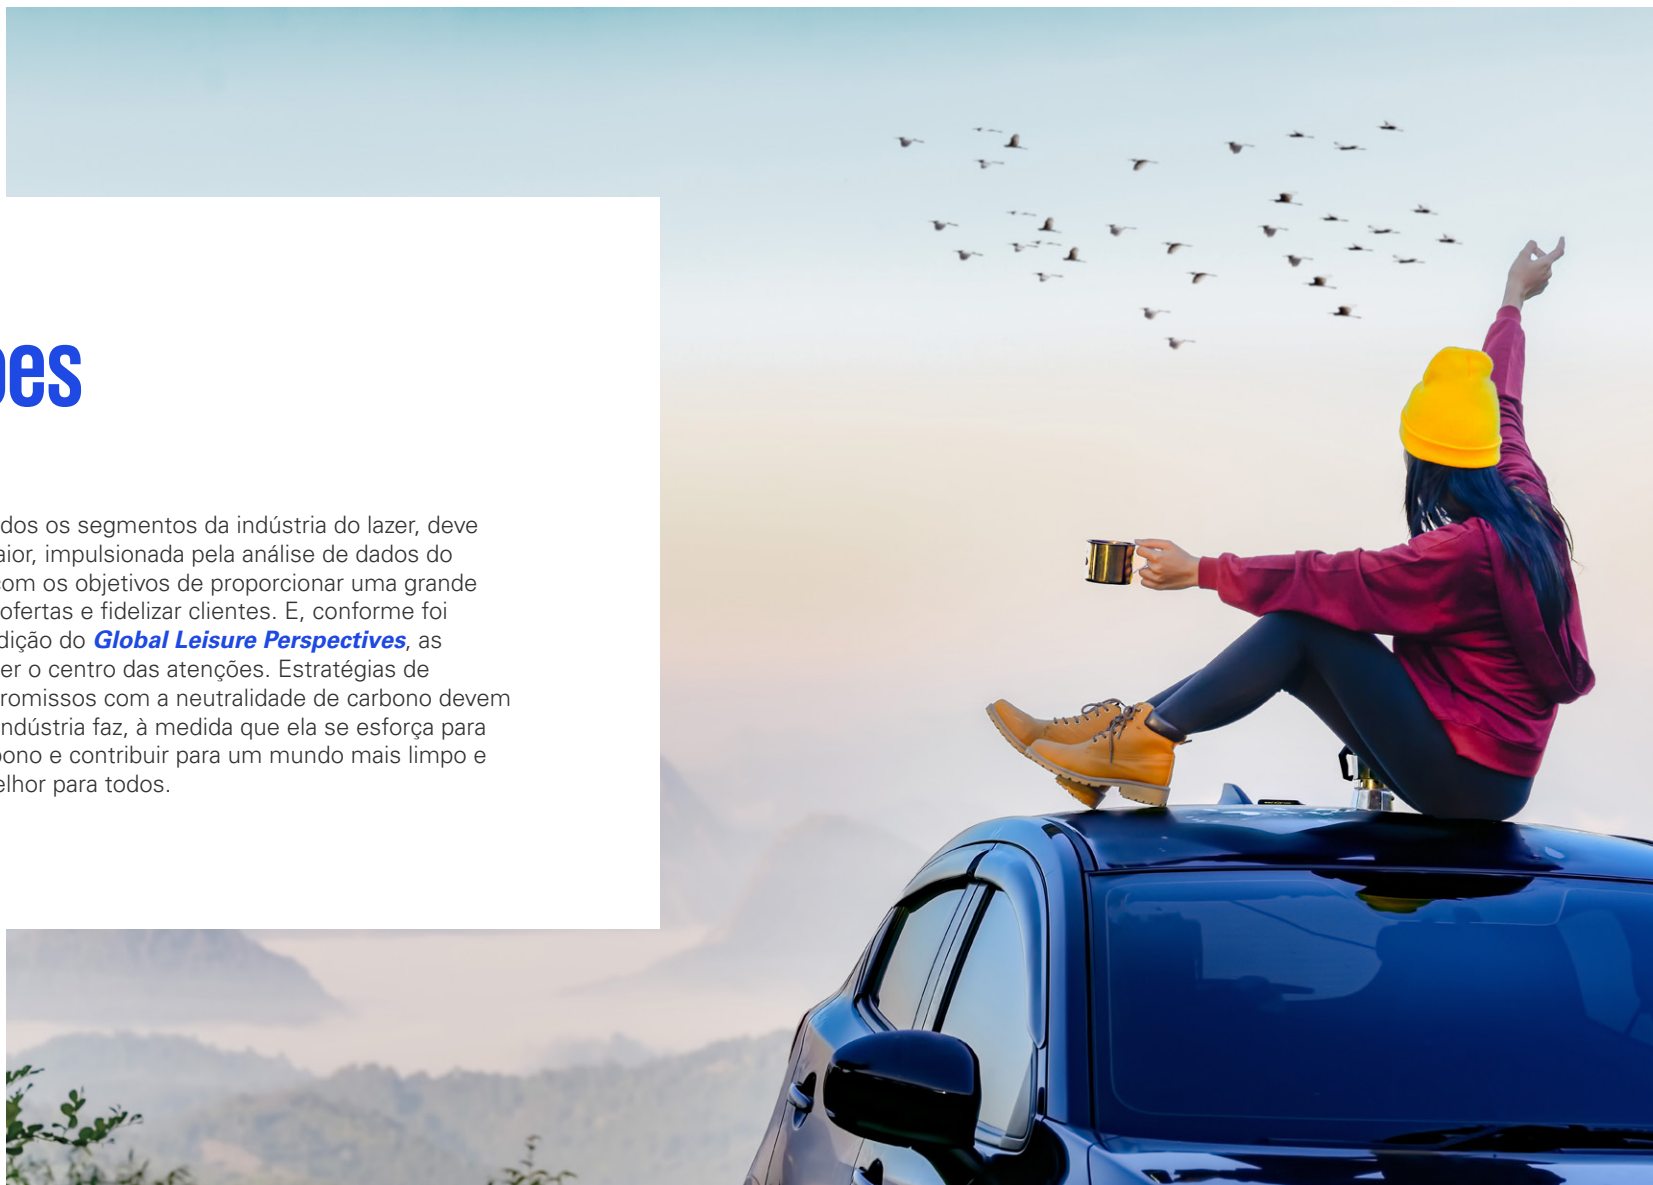 ões
dos os segmentos da indústria do lazer, deve
aior, impulsionada pela análise de dados do
com os objetivos de proporcionar uma grande
ofertas e fidelizar clientes. E, conforme foi
dição do Global Leisure Perspectives, as
er o centro das atenções. Estratégias de
romissos com a neutralidade de carbono devem
indústria faz, à medida que ela se esforça para
bono e contribuir para um mundo mais limpo e
elhor para todos.